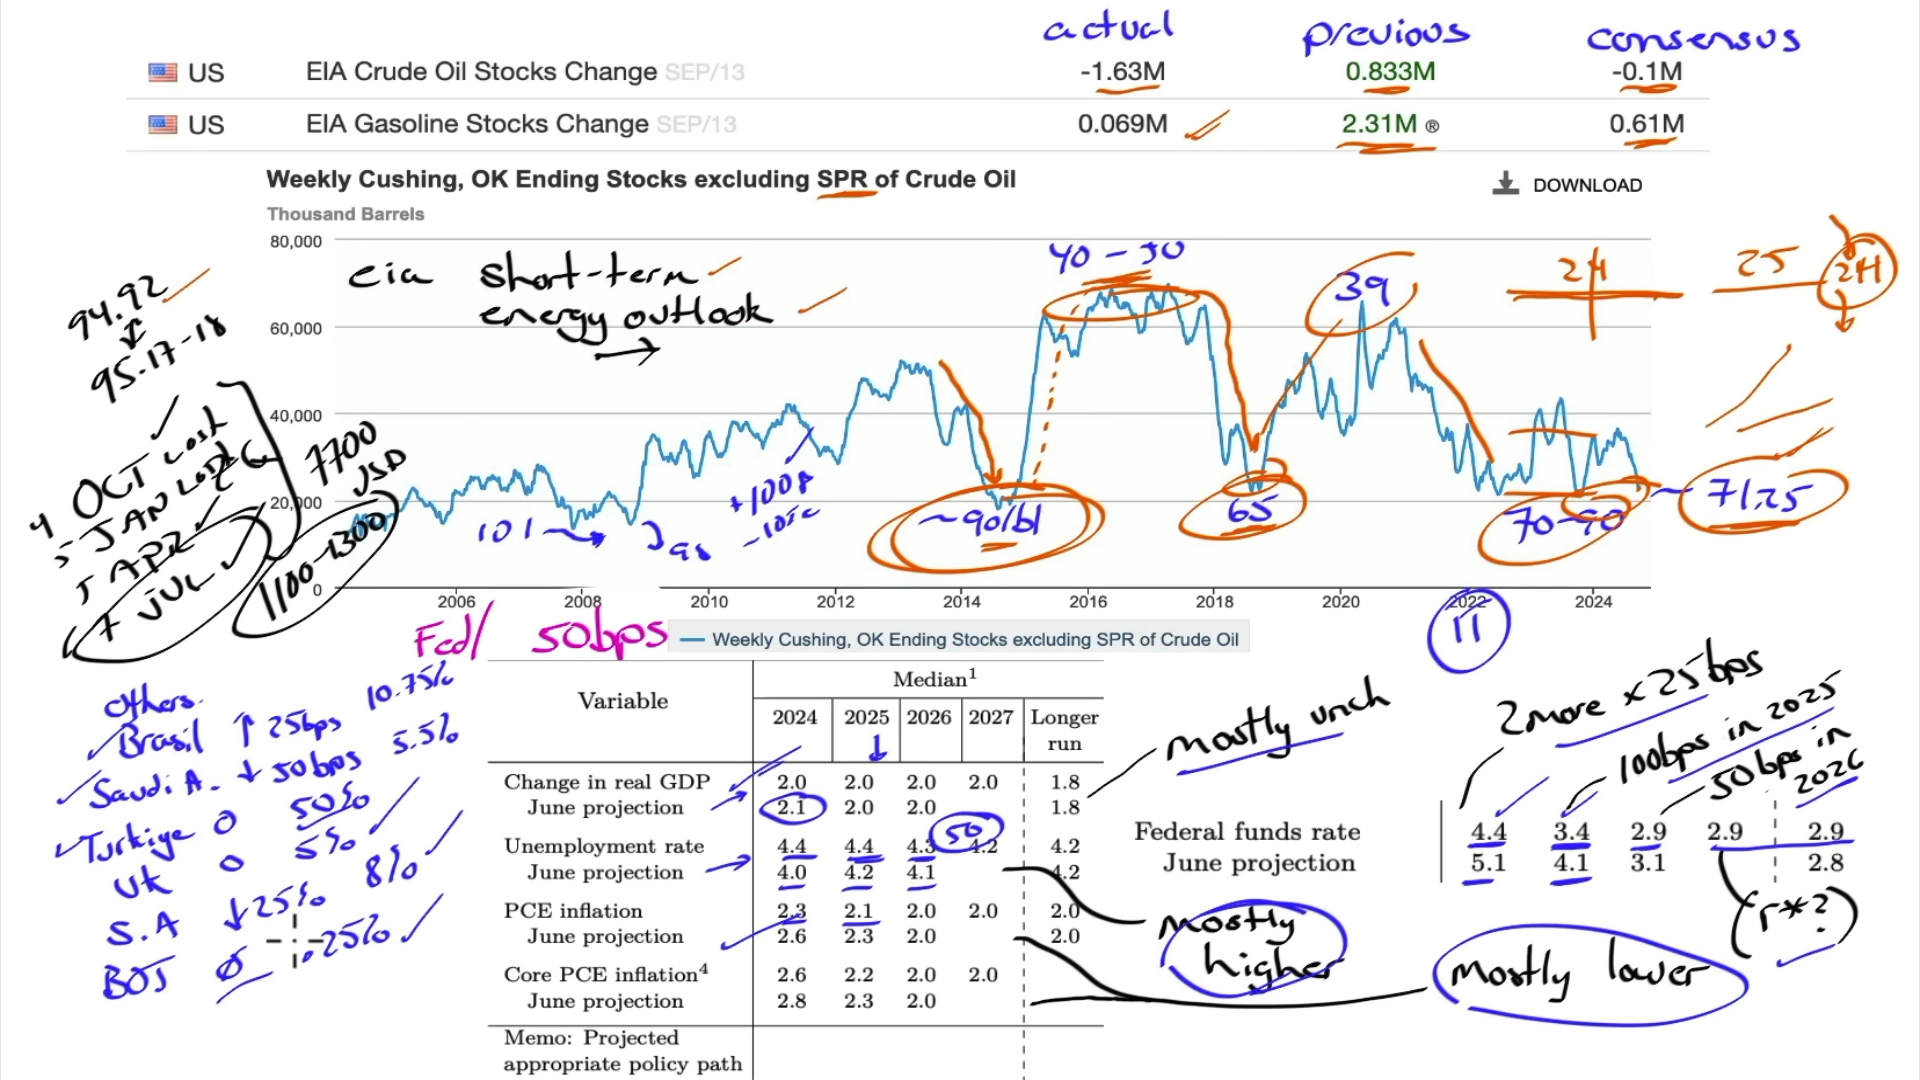 actual previous consensus
US EIA Crude Oil Stocks Change SEP/13 -1.63M 0.833M -0.1M
US EIA Gasoline Stocks Change SEP/13 0.069M 2.31M ® 0.61M
Weekly Cushing, OK Ending Stocks excluding SPR of Crude Oil
DOWNLOAD
Thousand Barrels
80,000
60,000
40,000
20,000
0
eia short-term
energy outlook
40-50
39
24
25
24
94.92
95.17-18
4 OCT cost
5 JAN
5 APR
7 JUL
7700
USD
1100-1300
101
98
+100p
~90/bl
65
70-90
~71.25
2006 2008 2010 2012 2014 2016 2018 2020 2022 2024
Weekly Cushing, OK Ending Stocks excluding SPR of Crude Oil
Fed/ 50bps
11
Others.
Brasil ↑ 25bps 10.75%
Saudi A. ↓ 50bps 5.5%
Turkiye 0 50%
UK 0 5%
S.A ↓25% 8%
BOJ 0 .25%
Variable Median¹
2024 2025 2026 2027 Longer run
Change in real GDP 2.0 2.0 2.0 2.0 1.8
June projection 2.1 2.0 2.0 1.8
50
Unemployment rate 4.4 4.4 4.3 4.2 4.2
June projection 4.0 4.2 4.1 4.2
PCE inflation 2.3 2.1 2.0 2.0 2.0
June projection 2.6 2.3 2.0 2.0
Core PCE inflation⁴ 2.6 2.2 2.0 2.0
June projection 2.8 2.3 2.0
Memo: Projected
appropriate policy path
mostly unch
2 more x 25bps
100bps in 2025
50bps in
2026
Federal funds rate 4.4 3.4 2.9 2.9 2.9
June projection 5.1 4.1 3.1 2.8
(r*?)
mostly
higher
mostly lower